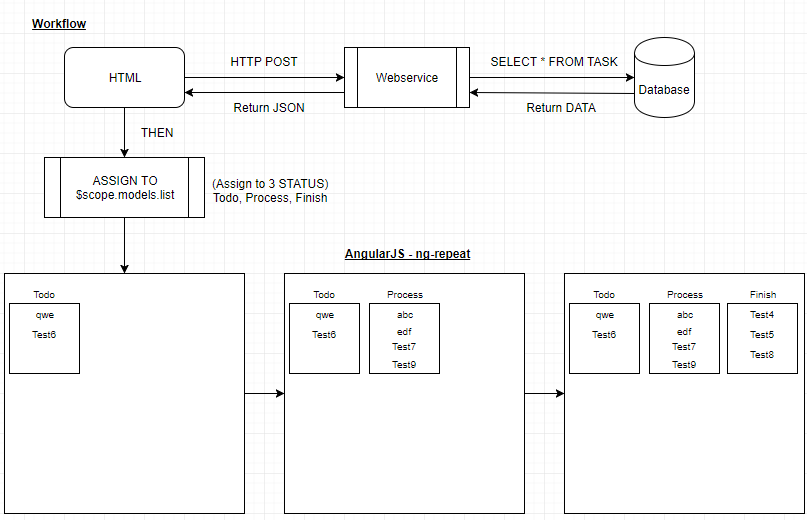 Workflow
HTML
HTTP POST
Return JSON
Webservice
SELECT * FROM TASK
Return DATA
Database
THEN
ASSIGN TO
$scope.models.list
(Assign to 3 STATUS)
Todo, Process, Finish
AngularJS - ng-repeat
Todo
qwe
Test6
Todo
qwe
Test6
Process
abc
edf
Test7
Test9
Todo
qwe
Test6
Process
abc
edf
Test7
Test9
Finish
Test4
Test5
Test8